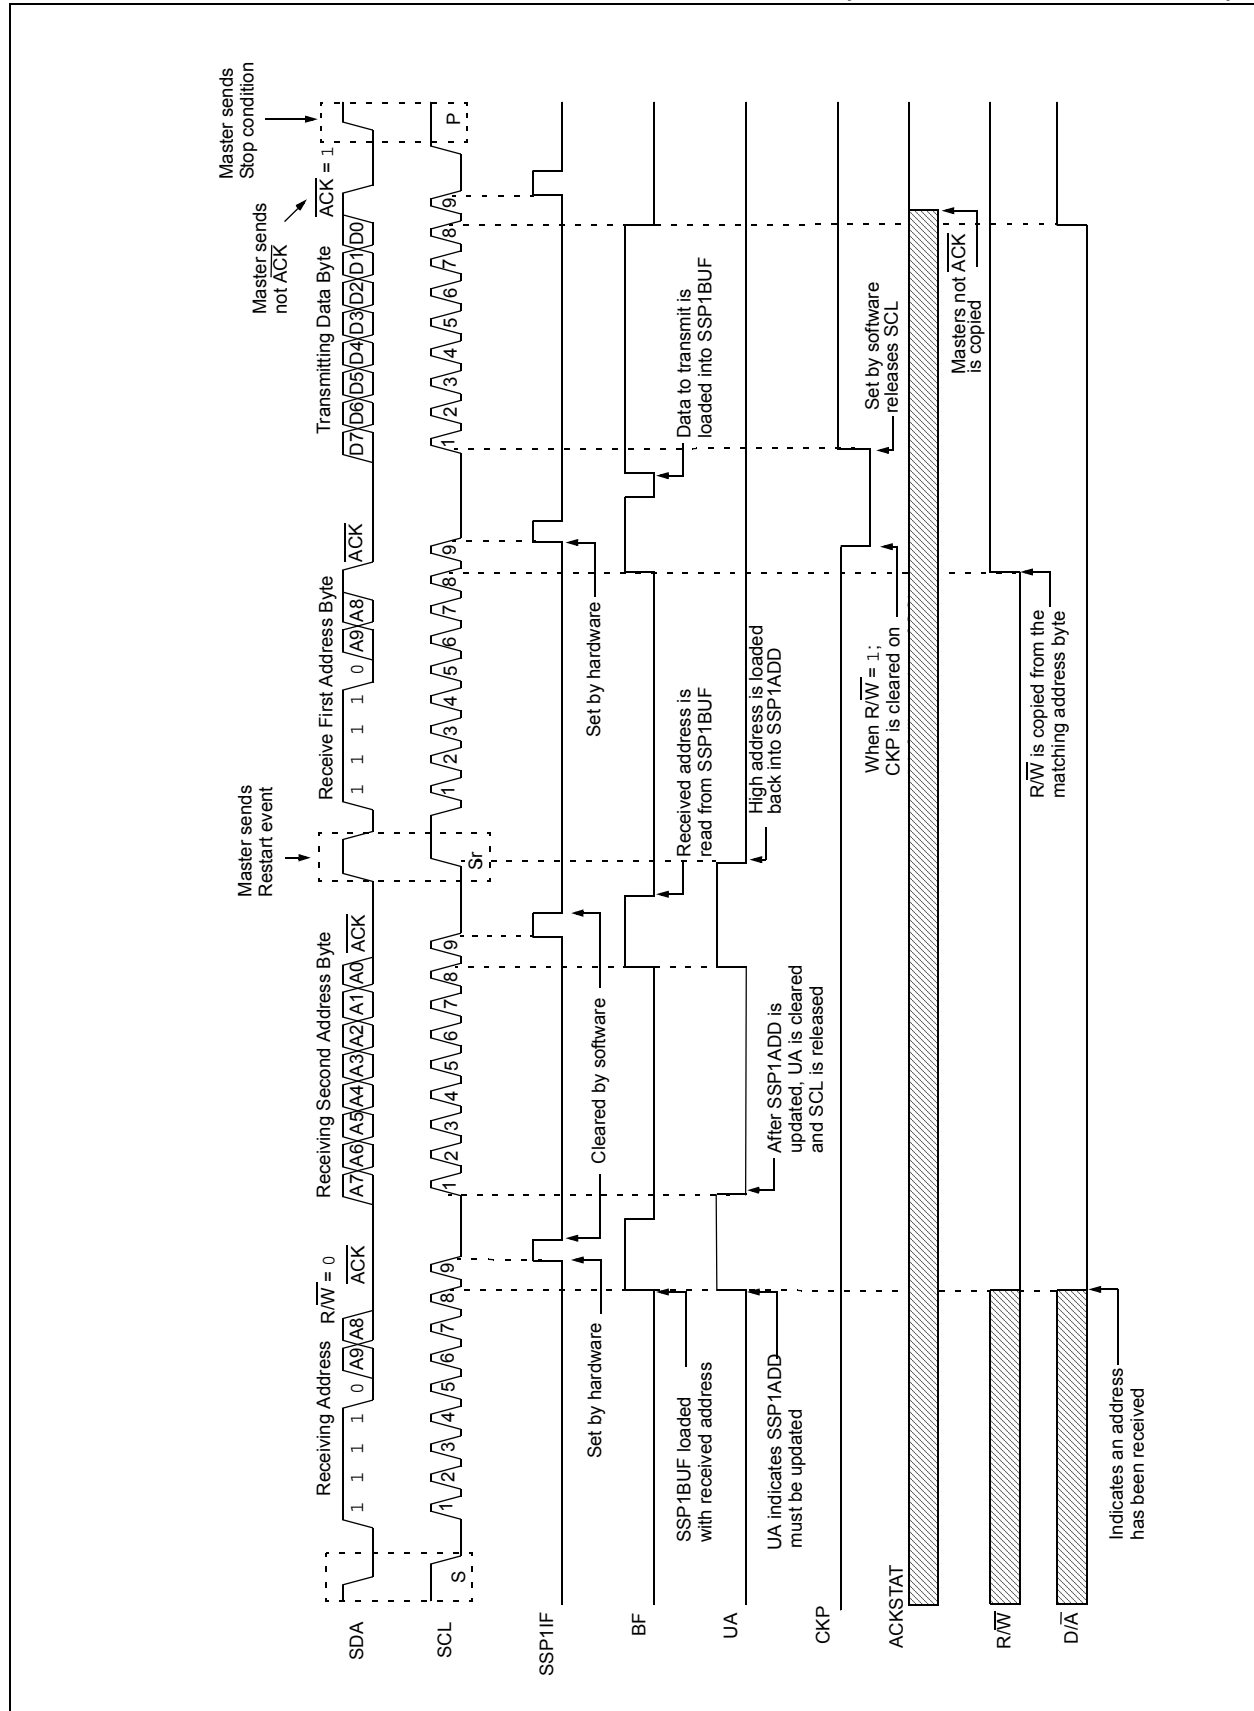 Master sends
Stop condition
Master sends
not ACK
ACK = 1
Master sends
Restart event
Receiving Address
R/W = 0
ACK
Receiving Second Address Byte
ACK
Receive First Address Byte
ACK
Transmitting Data Byte
SDA
1 1 1 1 0 A9 A8
A7 A6 A5 A4 A3 A2 A1 A0
1 1 1 1 0 A9 A8
D7 D6 D5 D4 D3 D2 D1 D0
SCL
S
1 2 3 4 5 6 7 8 9
1 2 3 4 5 6 7 8 9
Sr
1 2 3 4 5 6 7 8 9
1 2 3 4 5 6 7 8 9
P
SSP1IF
Set by hardware
Cleared by software
Set by hardware
BF
SSP1BUF loaded
with received address
Received address is
read from SSP1BUF
Data to transmit is
loaded into SSP1BUF
UA
UA indicates SSP1ADD
must be updated
After SSP1ADD is
updated, UA is cleared
and SCL is released
High address is loaded
back into SSP1ADD
CKP
When R/W = 1;
CKP is cleared on
Set by software
releases SCL
ACKSTAT
Masters not ACK
is copied
R/W
R/W is copied from the
matching address byte
D/A
Indicates an address
has been received